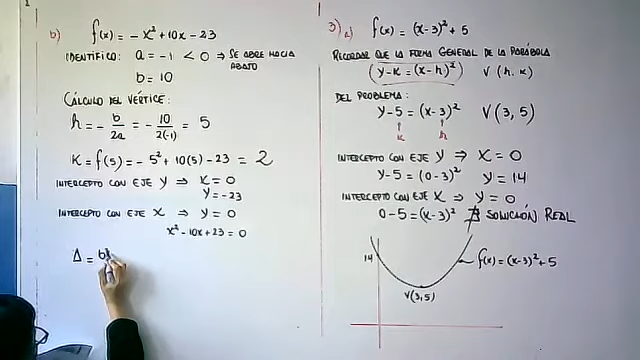 b) f(x) = - x² + 10x - 23
IDENTIFICO: a = -1 < 0 ⇒ SE ABRE HACIA ABAJO
b = 10
CÁLCULO DEL VÉRTICE:
h = - b/2a = - 10/2(-1) = 5
K = f(5) = - 5² + 10(5) - 23 = 2
INTERCEPTO CON EJE Y ⇒ X = 0
Y = -23
INTERCEPTO CON EJE X ⇒ Y = 0
x² - 10x + 23 = 0
Δ = b²
3) a) f(x) = (x-3)² + 5
RECORDAR QUE LA FORMA GENERAL DE LA PARÁBOLA
(Y-K = (X-h)²) V (h, K)
DEL PROBLEMA:
Y-5 = (X-3)² V(3, 5)
K h
INTERCEPTO CON EJE Y ⇒ X = 0
Y-5 = (0-3)² Y = 14
INTERCEPTO CON EJE X ⇒ Y = 0
0-5 = (X-3)² ∄ SOLUCIÓN REAL
14
f(x) = (x-3)² + 5
V(3,5)